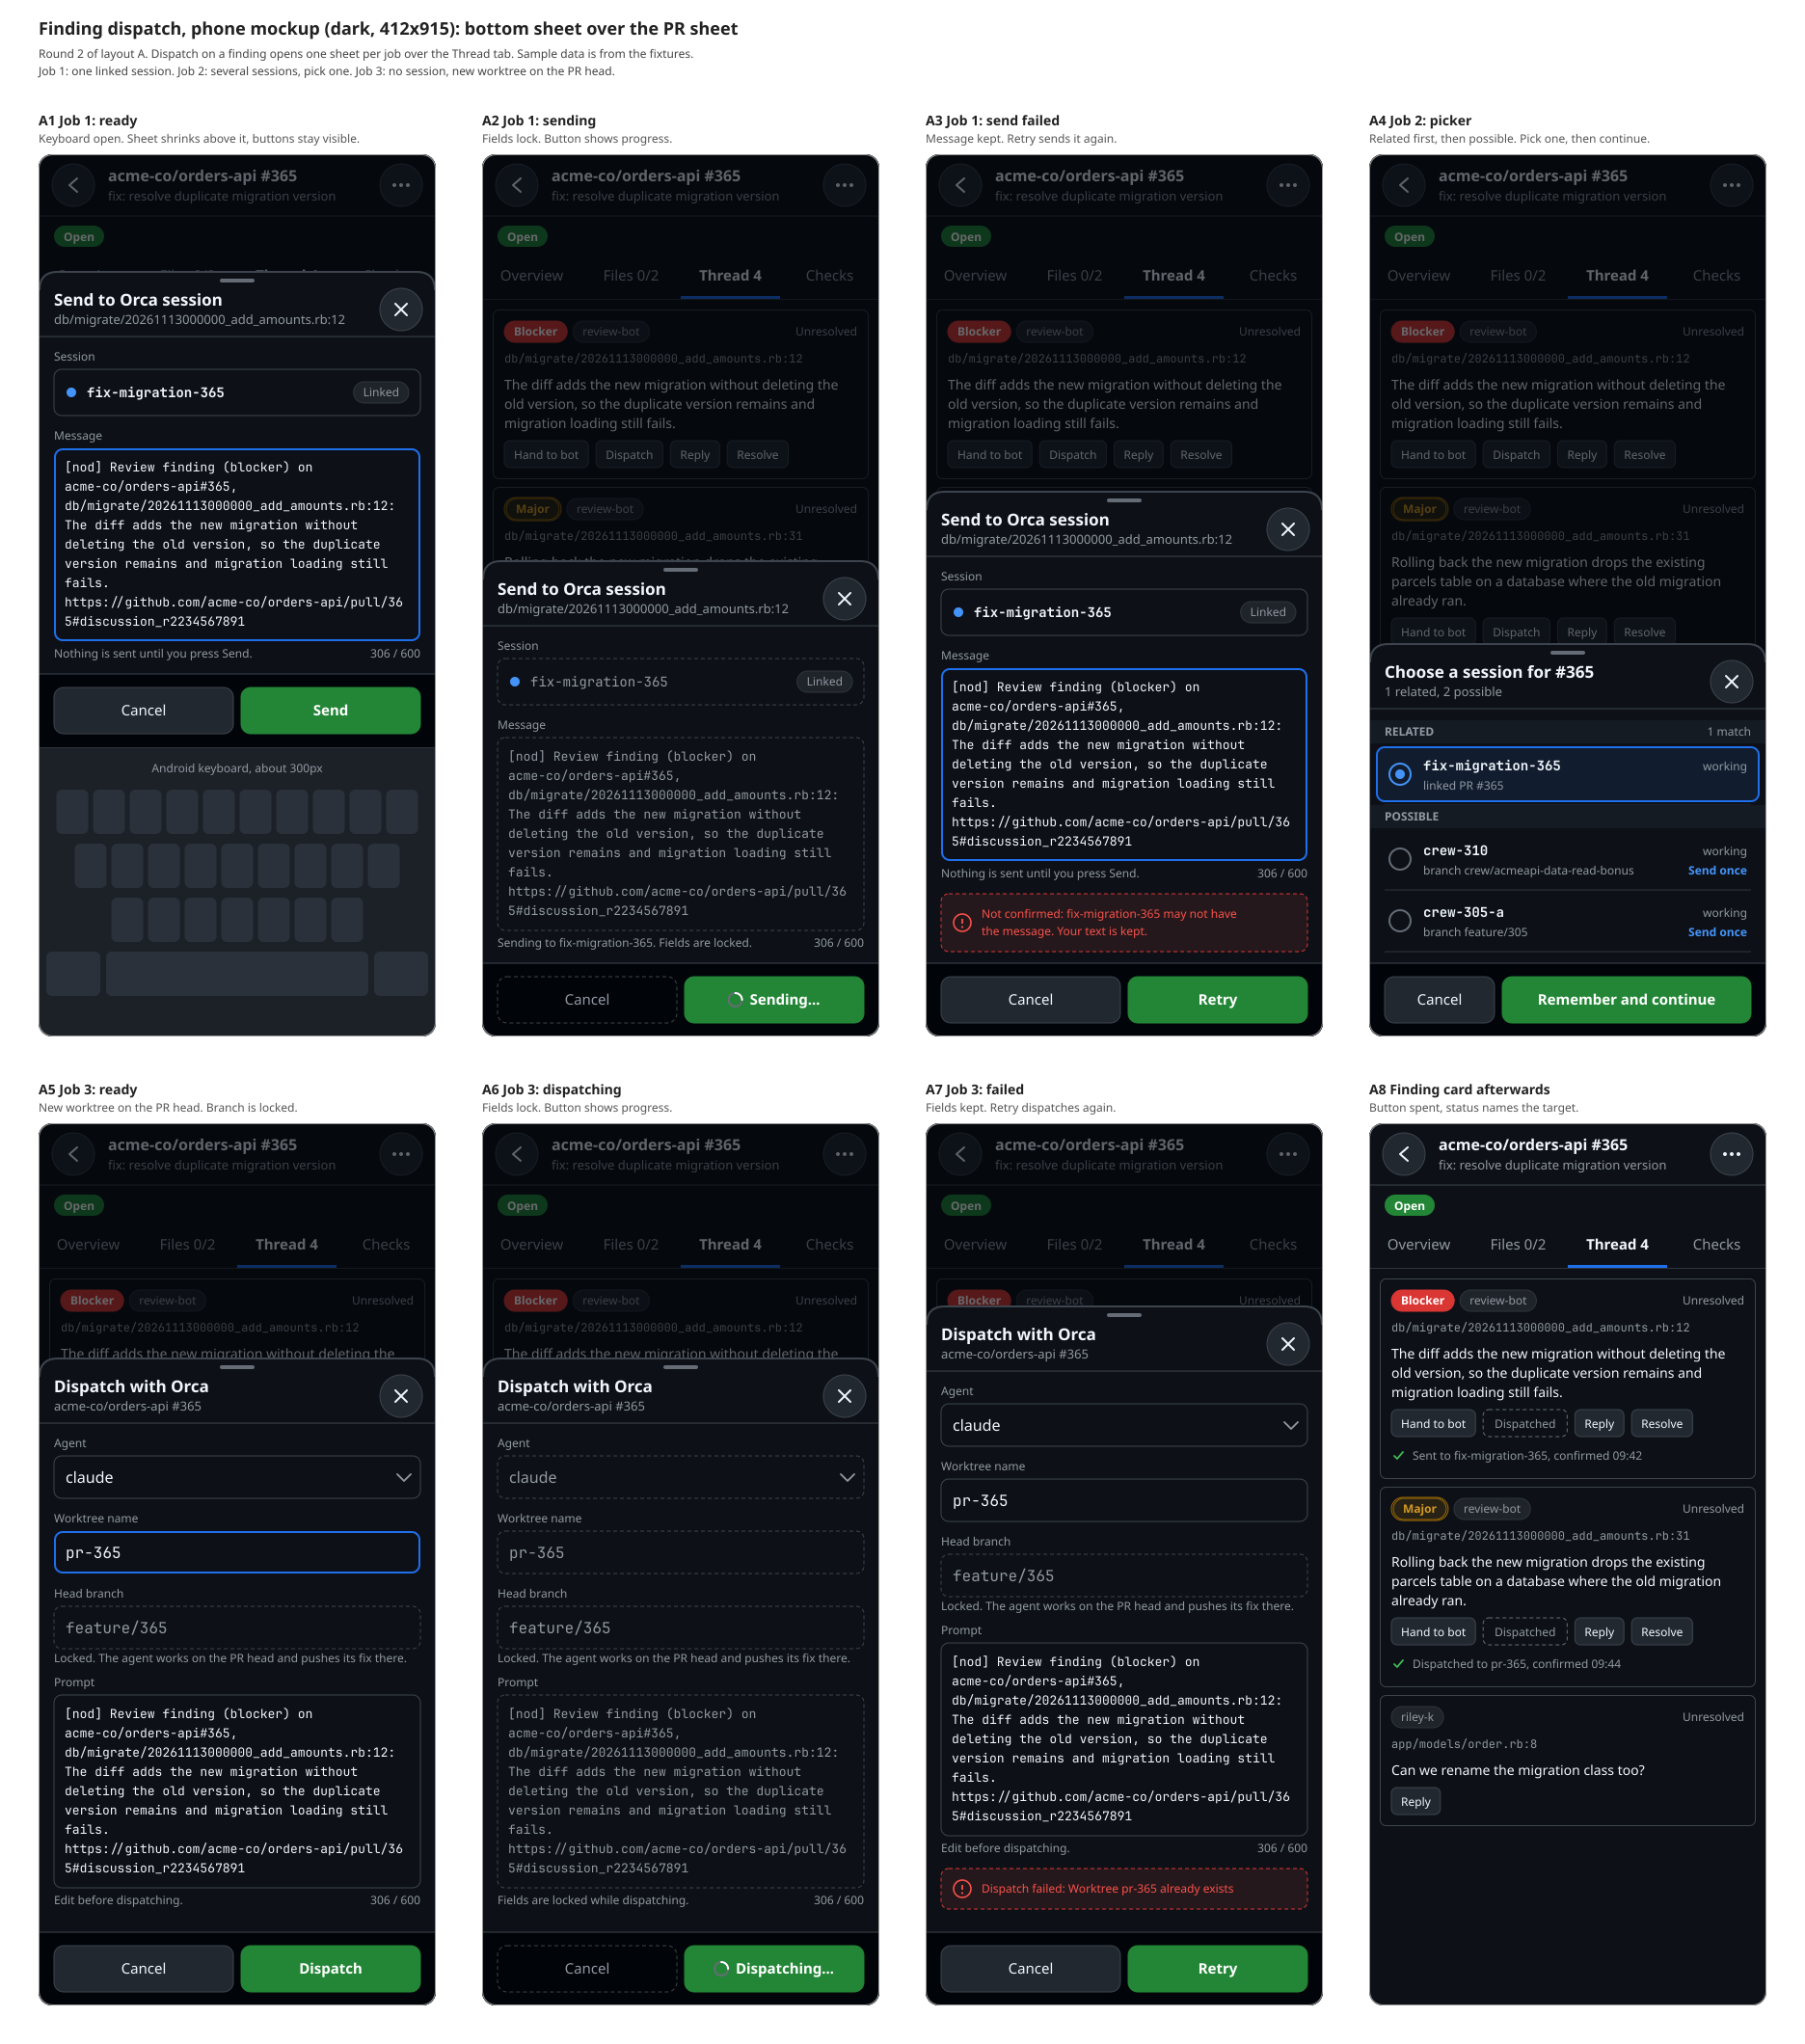 Finding dispatch, phone mockup (dark, 412x915): bottom sheet over the PR sheet
Round 2 of layout A. Dispatch on a finding opens one sheet per job over the Thread tab. Sample data is from the fixtures.
Job 1: one linked session. Job 2: several sessions, pick one. Job 3: no session, new worktree on the PR head.
A1 Job 1: ready
Keyboard open. Sheet shrinks above it, buttons stay visible.
acme-co/orders-api #365
fix: resolve duplicate migration version
Open
Send to Orca session
db/migrate/20261113000000_add_amounts.rb:12
Session
fix-migration-365
Linked
Message
[nod] Review finding (blocker) on
acme-co/orders-api#365,
db/migrate/20261113000000_add_amounts.rb:12:
The diff adds the new migration without
deleting the old version, so the duplicate
version remains and migration loading still
fails.
https://github.com/acme-co/orders-api/pull/36
5#discussion_r2234567891
Nothing is sent until you press Send.
306 / 600
Cancel
Send
Android keyboard, about 300px
A2 Job 1: sending
Fields lock. Button shows progress.
acme-co/orders-api #365
fix: resolve duplicate migration version
Open
Overview
Files 0/2
Thread 4
Checks
Blocker
review-bot
Unresolved
db/migrate/20261113000000_add_amounts.rb:12
The diff adds the new migration without deleting the
old version, so the duplicate version remains and
migration loading still fails.
Hand to bot
Dispatch
Reply
Resolve
Major
review-bot
Unresolved
db/migrate/20261113000000_add_amounts.rb:31
Rolling back the new migration drops the existing
Send to Orca session
db/migrate/20261113000000_add_amounts.rb:12
Session
fix-migration-365
Linked
Message
[nod] Review finding (blocker) on
acme-co/orders-api#365,
db/migrate/20261113000000_add_amounts.rb:12:
The diff adds the new migration without
deleting the old version, so the duplicate
version remains and migration loading still
fails.
https://github.com/acme-co/orders-api/pull/36
5#discussion_r2234567891
Sending to fix-migration-365. Fields are locked.
306 / 600
Cancel
Sending...
A3 Job 1: send failed
Message kept. Retry sends it again.
acme-co/orders-api #365
fix: resolve duplicate migration version
Open
Overview
Files 0/2
Thread 4
Checks
Blocker
review-bot
Unresolved
db/migrate/20261113000000_add_amounts.rb:12
The diff adds the new migration without deleting the
old version, so the duplicate version remains and
migration loading still fails.
Hand to bot
Dispatch
Reply
Resolve
Send to Orca session
db/migrate/20261113000000_add_amounts.rb:12
Session
fix-migration-365
Linked
Message
[nod] Review finding (blocker) on
acme-co/orders-api#365,
db/migrate/20261113000000_add_amounts.rb:12:
The diff adds the new migration without
deleting the old version, so the duplicate
version remains and migration loading still
fails.
https://github.com/acme-co/orders-api/pull/36
5#discussion_r2234567891
Nothing is sent until you press Send.
306 / 600
Not confirmed: fix-migration-365 may not have
the message. Your text is kept.
Cancel
Retry
A4 Job 2: picker
Related first, then possible. Pick one, then continue.
acme-co/orders-api #365
fix: resolve duplicate migration version
Open
Overview
Files 0/2
Thread 4
Checks
Blocker
review-bot
Unresolved
db/migrate/20261113000000_add_amounts.rb:12
The diff adds the new migration without deleting the
old version, so the duplicate version remains and
migration loading still fails.
Hand to bot
Dispatch
Reply
Resolve
Major
review-bot
Unresolved
db/migrate/20261113000000_add_amounts.rb:31
Rolling back the new migration drops the existing
parcels table on a database where the old migration
already ran.
Hand to bot
Dispatch
Reply
Resolve
Choose a session for #365
1 related, 2 possible
RELATED
1 match
fix-migration-365
working
linked PR #365
POSSIBLE
crew-310
working
branch crew/acmeapi-data-read-bonus
Send once
crew-305-a
working
branch feature/305
Send once
Cancel
Remember and continue
A5 Job 3: ready
New worktree on the PR head. Branch is locked.
acme-co/orders-api #365
fix: resolve duplicate migration version
Open
Overview
Files 0/2
Thread 4
Checks
Blocker
review-bot
Unresolved
db/migrate/20261113000000_add_amounts.rb:12
The diff adds the new migration without deleting the
Dispatch with Orca
acme-co/orders-api #365
Agent
claude
Worktree name
pr-365
Head branch
feature/365
Locked. The agent works on the PR head and pushes its fix there.
Prompt
[nod] Review finding (blocker) on
acme-co/orders-api#365,
db/migrate/20261113000000_add_amounts.rb:12:
The diff adds the new migration without
deleting the old version, so the duplicate
version remains and migration loading still
fails.
https://github.com/acme-co/orders-api/pull/36
5#discussion_r2234567891
Edit before dispatching.
306 / 600
Cancel
Dispatch
A6 Job 3: dispatching
Fields lock. Button shows progress.
acme-co/orders-api #365
fix: resolve duplicate migration version
Open
Overview
Files 0/2
Thread 4
Checks
Blocker
review-bot
Unresolved
db/migrate/20261113000000_add_amounts.rb:12
The diff adds the new migration without deleting the
Dispatch with Orca
acme-co/orders-api #365
Agent
claude
Worktree name
pr-365
Head branch
feature/365
Locked. The agent works on the PR head and pushes its fix there.
Prompt
[nod] Review finding (blocker) on
acme-co/orders-api#365,
db/migrate/20261113000000_add_amounts.rb:12:
The diff adds the new migration without
deleting the old version, so the duplicate
version remains and migration loading still
fails.
https://github.com/acme-co/orders-api/pull/36
5#discussion_r2234567891
Fields are locked while dispatching.
306 / 600
Cancel
Dispatching...
A7 Job 3: failed
Fields kept. Retry dispatches again.
acme-co/orders-api #365
fix: resolve duplicate migration version
Open
Overview
Files 0/2
Thread 4
Checks
Blocker
review-bot
Unresolved
Dispatch with Orca
acme-co/orders-api #365
Agent
claude
Worktree name
pr-365
Head branch
feature/365
Locked. The agent works on the PR head and pushes its fix there.
Prompt
[nod] Review finding (blocker) on
acme-co/orders-api#365,
db/migrate/20261113000000_add_amounts.rb:12:
The diff adds the new migration without
deleting the old version, so the duplicate
version remains and migration loading still
fails.
https://github.com/acme-co/orders-api/pull/36
5#discussion_r2234567891
Edit before dispatching.
306 / 600
Dispatch failed: Worktree pr-365 already exists
Cancel
Retry
A8 Finding card afterwards
Button spent, status names the target.
acme-co/orders-api #365
fix: resolve duplicate migration version
Open
Overview
Files 0/2
Thread 4
Checks
Blocker
review-bot
Unresolved
db/migrate/20261113000000_add_amounts.rb:12
The diff adds the new migration without deleting the
old version, so the duplicate version remains and
migration loading still fails.
Hand to bot
Dispatched
Reply
Resolve
Sent to fix-migration-365, confirmed 09:42
Major
review-bot
Unresolved
db/migrate/20261113000000_add_amounts.rb:31
Rolling back the new migration drops the existing
parcels table on a database where the old migration
already ran.
Hand to bot
Dispatched
Reply
Resolve
Dispatched to pr-365, confirmed 09:44
riley-k
Unresolved
app/models/order.rb:8
Can we rename the migration class too?
Reply